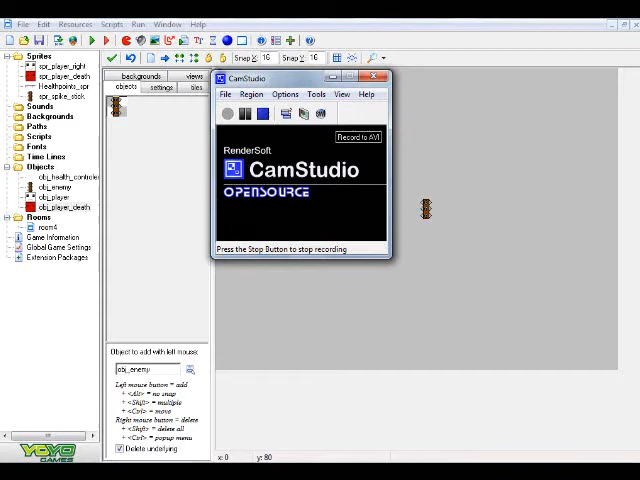 File Edit Resources Scripts Run Window Help
Snap X: 16 Snap Y: 16
Sprites
spr_player_right
spr_player_death
Healthpoints_spr
spr_spike_stick
Sounds
Backgrounds
Paths
Scripts
Fonts
Time Lines
Objects
obj_health_controler
obj_enemy
obj_player
obj_player_death
Rooms
room4
Game Information
Global Game Settings
Extension Packages
YOYO
GAMES
backgrounds views
objects settings tiles
Object to add with left mouse:
obj_enemy
Left mouse button = add
+ <Alt> = no snap
+ <Shift> = multiple
+ <Ctrl> = move
Right mouse button = delete
+ <Shift> = delete all
+ <Ctrl> = popup menu
Delete underlying
x: 0 y: 80
CamStudio
File Region Options Tools View Help
Record to AVI
RenderSoft
CamStudio
OPENSOURCE
Press the Stop Button to stop recording